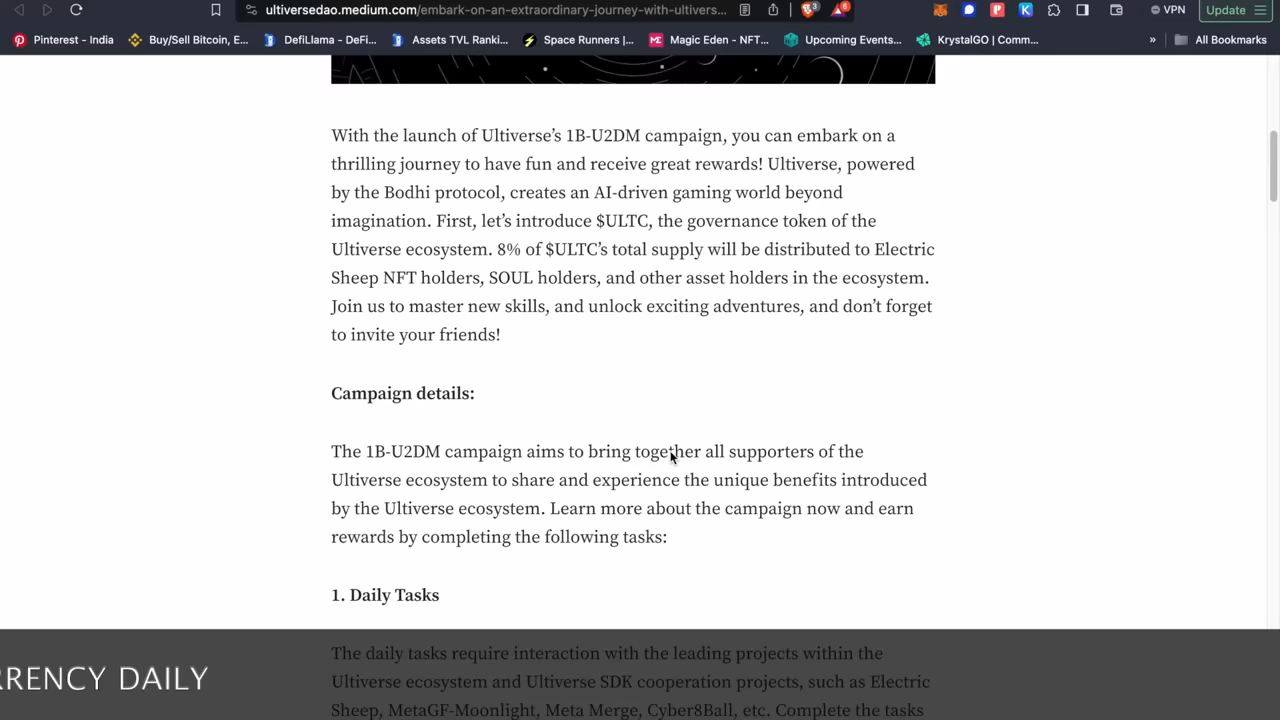 ultiversedao.medium.com/embark-on-an-extraordinary-journey-with-ultivers...
3
6
VPN
Update
Pinterest - India
Buy/Sell Bitcoin, E...
DefiLlama - DeFi...
Assets TVL Ranki...
Space Runners |...
Magic Eden - NFT...
Upcoming Events...
KrystalGO | Comm...
»
All Bookmarks
With the launch of Ultiverse’s 1B-U2DM campaign, you can embark on a
thrilling journey to have fun and receive great rewards! Ultiverse, powered
by the Bodhi protocol, creates an AI-driven gaming world beyond
imagination. First, let’s introduce $ULTC, the governance token of the
Ultiverse ecosystem. 8% of $ULTC’s total supply will be distributed to Electric
Sheep NFT holders, SOUL holders, and other asset holders in the ecosystem.
Join us to master new skills, and unlock exciting adventures, and don’t forget
to invite your friends!
Campaign details:
The 1B-U2DM campaign aims to bring together all supporters of the
Ultiverse ecosystem to share and experience the unique benefits introduced
by the Ultiverse ecosystem. Learn more about the campaign now and earn
rewards by completing the following tasks:
1. Daily Tasks
The daily tasks require interaction with the leading projects within the
Ultiverse ecosystem and Ultiverse SDK cooperation projects, such as Electric
Sheep, MetaGF-Moonlight, Meta Merge, Cyber8Ball, etc. Complete the tasks
RRENCY DAILY